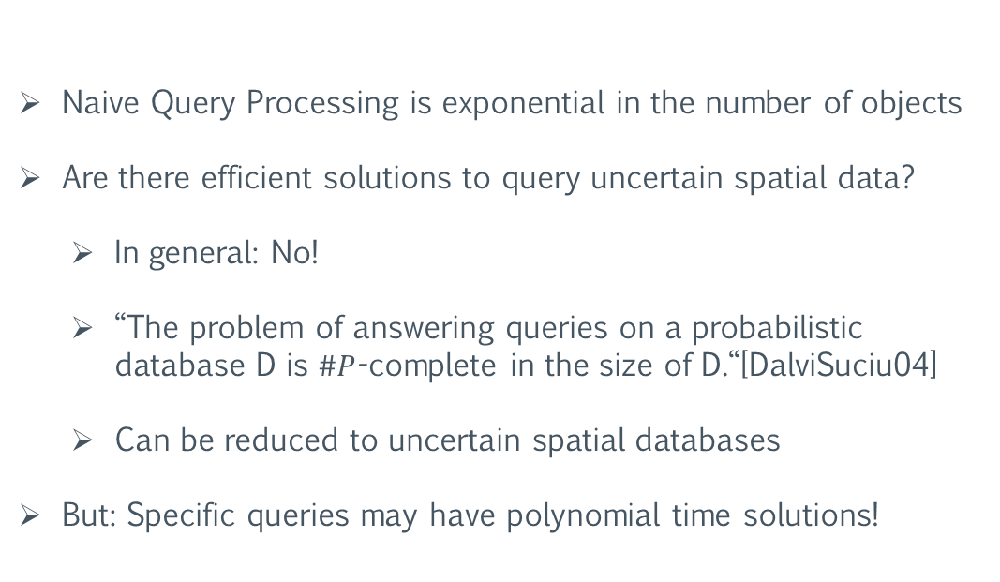 ➢ Naive Query Processing is exponential in the number of objects
➢ Are there efficient solutions to query uncertain spatial data?
➢ In general: No!
➢ “The problem of answering queries on a probabilistic
database D is #P-complete in the size of D.“[DalviSuciu04]
➢ Can be reduced to uncertain spatial databases
➢ But: Specific queries may have polynomial time solutions!